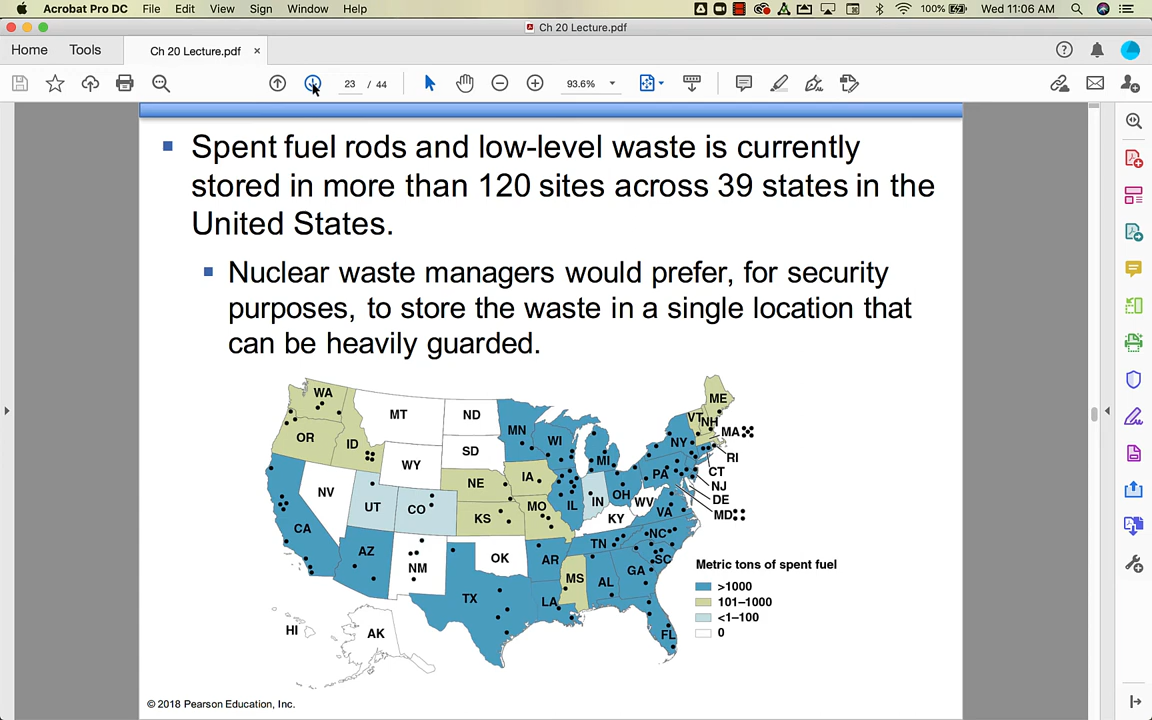 Acrobat Pro DC File Edit View Sign Window Help 100% Wed 11:06 AM
Ch 20 Lecture.pdf
Home Tools Ch 20 Lecture.pdf ×
23 / 44 93.6%
Spent fuel rods and low-level waste is currently
stored in more than 120 sites across 39 states in the
United States.
Nuclear waste managers would prefer, for security
purposes, to store the waste in a single location that
can be heavily guarded.
WA MT ND MN ME
OR ID SD WI VT NH MA
WY MI NY RI
NV UT CO NE IA IL IN OH PA CT
NJ
DE
MD
CA KS MO KY WV VA
AZ NM OK AR TN NC SC
TX LA MS AL GA FL
HI AK
Metric tons of spent fuel
>1000
101–1000
<1–100
0
© 2018 Pearson Education, Inc.